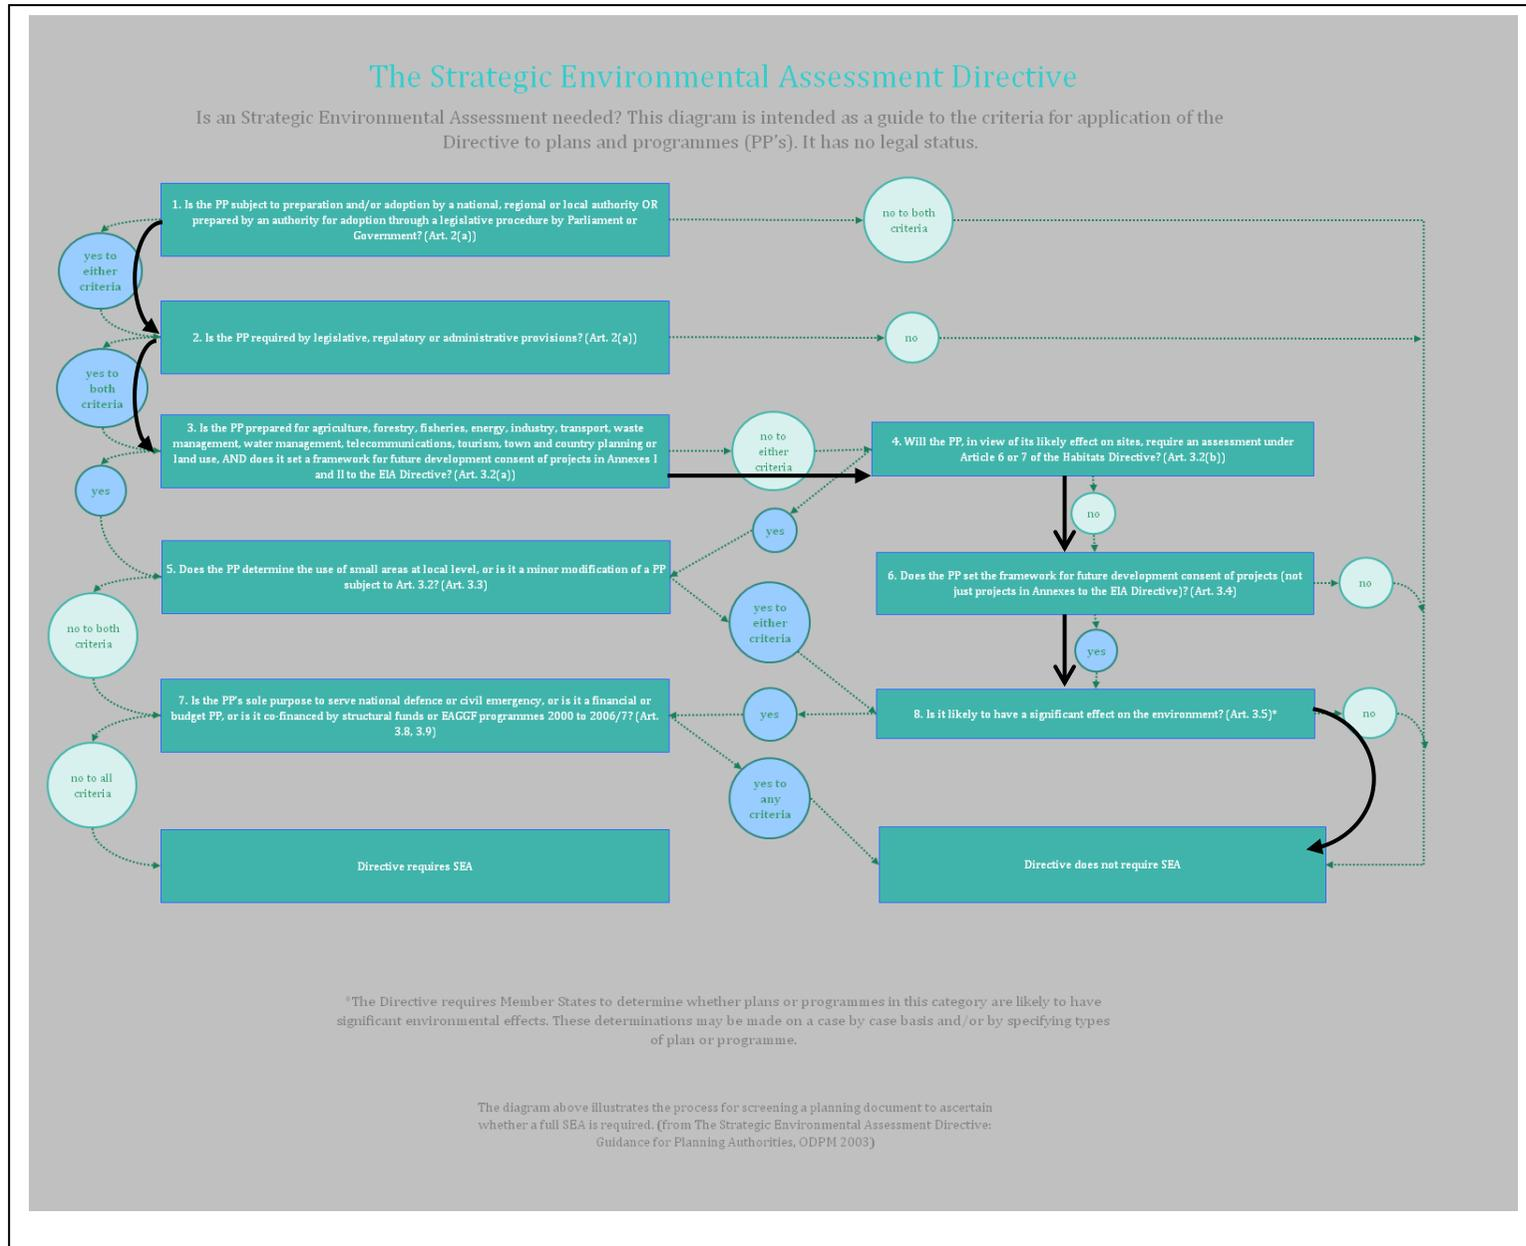 The Strategic Environmental Assessment Directive
Is an Strategic Environmental Assessment needed? This diagram is intended as a guide to the criteria for application of the
Directive to plans and programmes (PP's). It has no legal status.
1. Is the PP subject to preparation and/or adoption by a national, regional or local authority OR
prepared by an authority for adoption through a legislative procedure by Parliament or
Government? (Art. 2(a))
no to both
criteria
yes to
either
criteria
2. Is the PP required by legislative, regulatory or administrative provisions? (Art. 2(a))
no
yes to
both
criteria
3. Is the PP prepared for agriculture, forestry, fisheries, energy, industry, transport, waste
management, water management, telecommunications, tourism, town and country planning or
land use, AND does it set a framework for future development consent of projects in Annexes I
and II to the EIA Directive? (Art. 3.2(a))
no to
either
criteria
4. Will the PP, in view of its likely effect on sites, require an assessment under
Article 6 or 7 of the Habitats Directive? (Art. 3.2(b))
yes
no
yes
5. Does the PP determine the use of small areas at local level, or is it a minor modification of a PP
subject to Art. 3.2? (Art. 3.3)
6. Does the PP set the framework for future development consent of projects (not
just projects in Annexes to the EIA Directive)? (Art. 3.4)
no
no to both
criteria
yes to
either
criteria
yes
7. Is the PP's sole purpose to serve national defence or civil emergency, or is it a financial or
budget PP, or is it co-financed by structural funds or EAGGF programmes 2000 to 2006/7? (Art.
3.8, 3.9)
yes
8. Is it likely to have a significant effect on the environment? (Art. 3.5)*
no
no to all
criteria
yes to
any
criteria
Directive requires SEA
Directive does not require SEA
*The Directive requires Member States to determine whether plans or programmes in this category are likely to have
significant environmental effects. These determinations may be made on a case by case basis and/or by specifying types
of plan or programme.
The diagram above illustrates the process for screening a planning document to ascertain
whether a full SEA is required. (from The Strategic Environmental Assessment Directive:
Guidance for Planning Authorities, ODPM 2003)